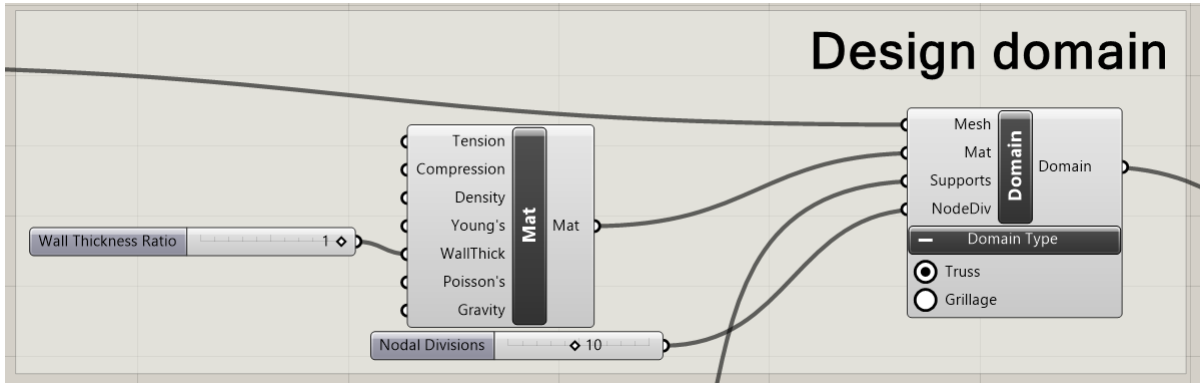 Design domain
Wall Thickness Ratio
1
Tension
Compression
Density
Young's
WallThick
Poisson's
Gravity
Mat
Mat
Nodal Divisions
10
Mesh
Mat
Supports
NodeDiv
Domain
Domain
Domain Type
Truss
Grillage